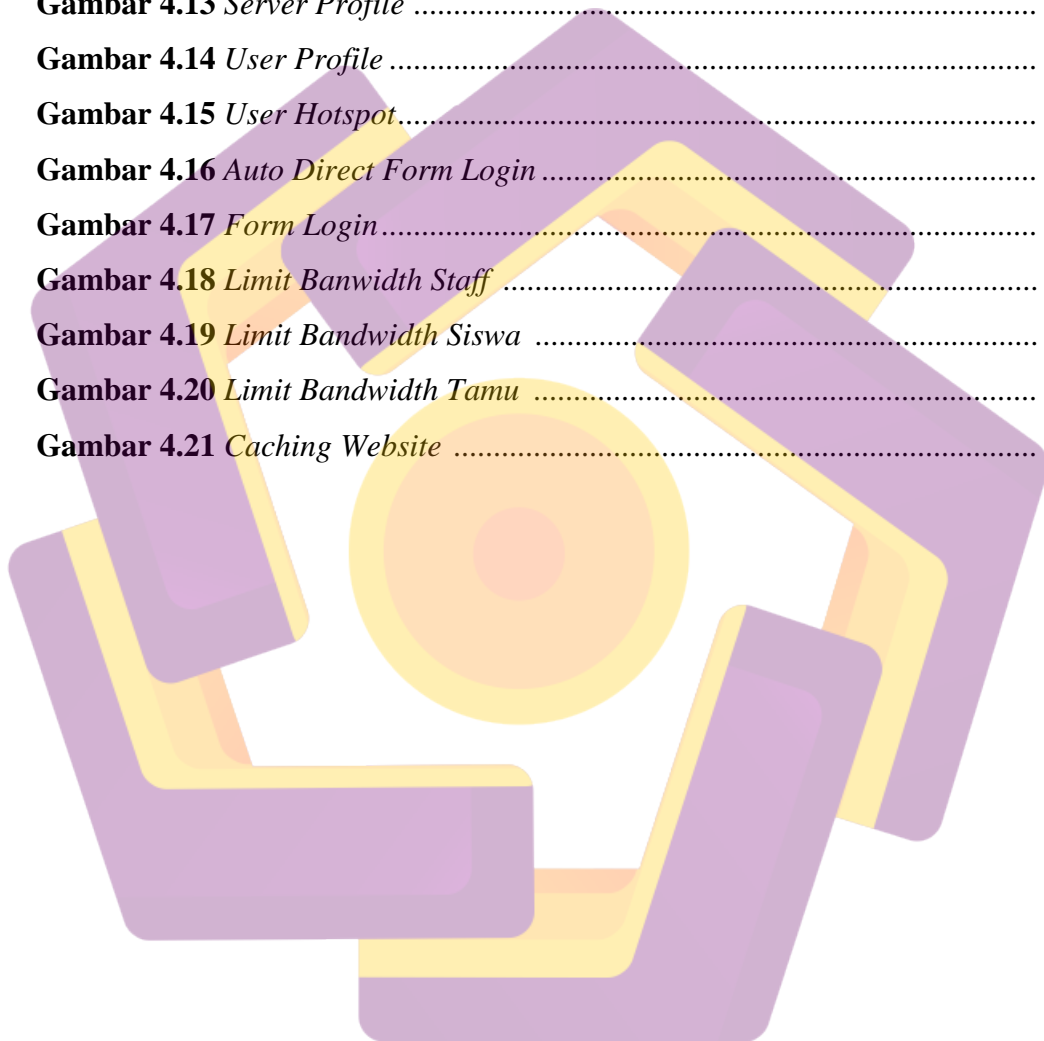 Gambar 4.13 Server Profile ................................................................................
Gambar 4.14 User Profile ...................................................................................
Gambar 4.15 User Hotspot..................................................................................
Gambar 4.16 Auto Direct Form Login ..............................................................
Gambar 4.17 Form Login....................................................................................
Gambar 4.18 Limit Banwidth Staff ....................................................................
Gambar 4.19 Limit Bandwidth Siswa ................................................................
Gambar 4.20 Limit Bandwidth Tamu ................................................................
Gambar 4.21 Caching Website ..........................................................................